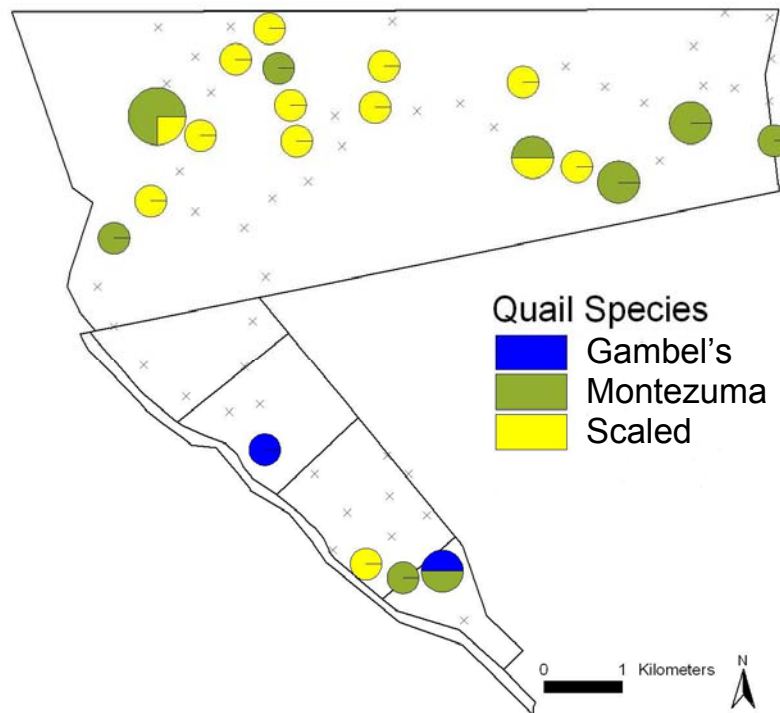 Quail Species
Gambel's
Montezuma
Scaled
0 1 Kilometers
N